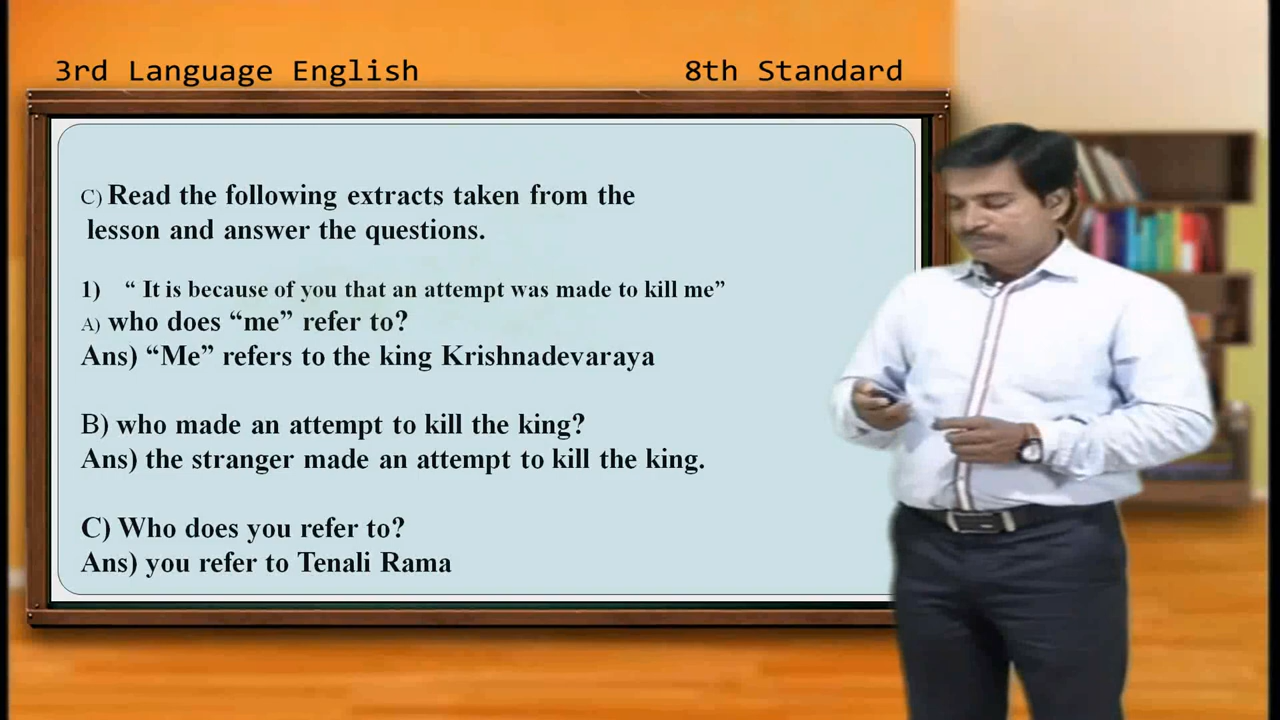 3rd Language English 8th Standard
C) Read the following extracts taken from the
lesson and answer the questions.
1) “ It is because of you that an attempt was made to kill me”
A) who does “me” refer to?
Ans) “Me” refers to the king Krishnadevaraya
B) who made an attempt to kill the king?
Ans) the stranger made an attempt to kill the king.
C) Who does you refer to?
Ans) you refer to Tenali Rama